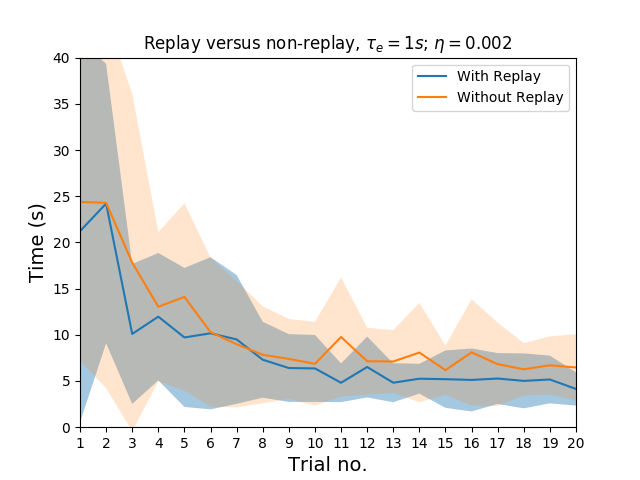 Replay versus non-replay, $\tau_e = 1s$; $\eta = 0.002$
With Replay
Without Replay
Time (s)
40
35
30
25
20
15
10
5
0
1 2 3 4 5 6 7 8 9 10 11 12 13 14 15 16 17 18 19 20
Trial no.